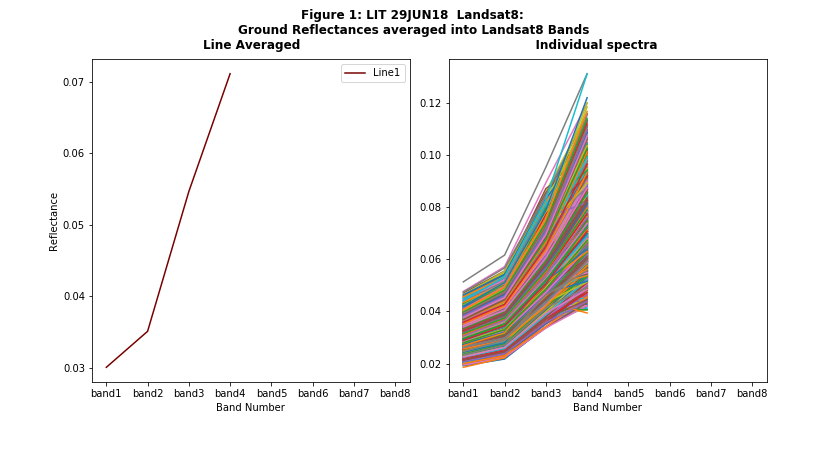 Figure 1: LIT 29JUN18  Landsat8:
Ground Reflectances averaged into Landsat8 Bands
Line Averaged
Individual spectra
Line1
0.07
0.06
0.05
0.04
0.03
Reflectance
band1 band2 band3 band4 band5 band6 band7 band8
Band Number
0.12
0.10
0.08
0.06
0.04
0.02
band1 band2 band3 band4 band5 band6 band7 band8
Band Number